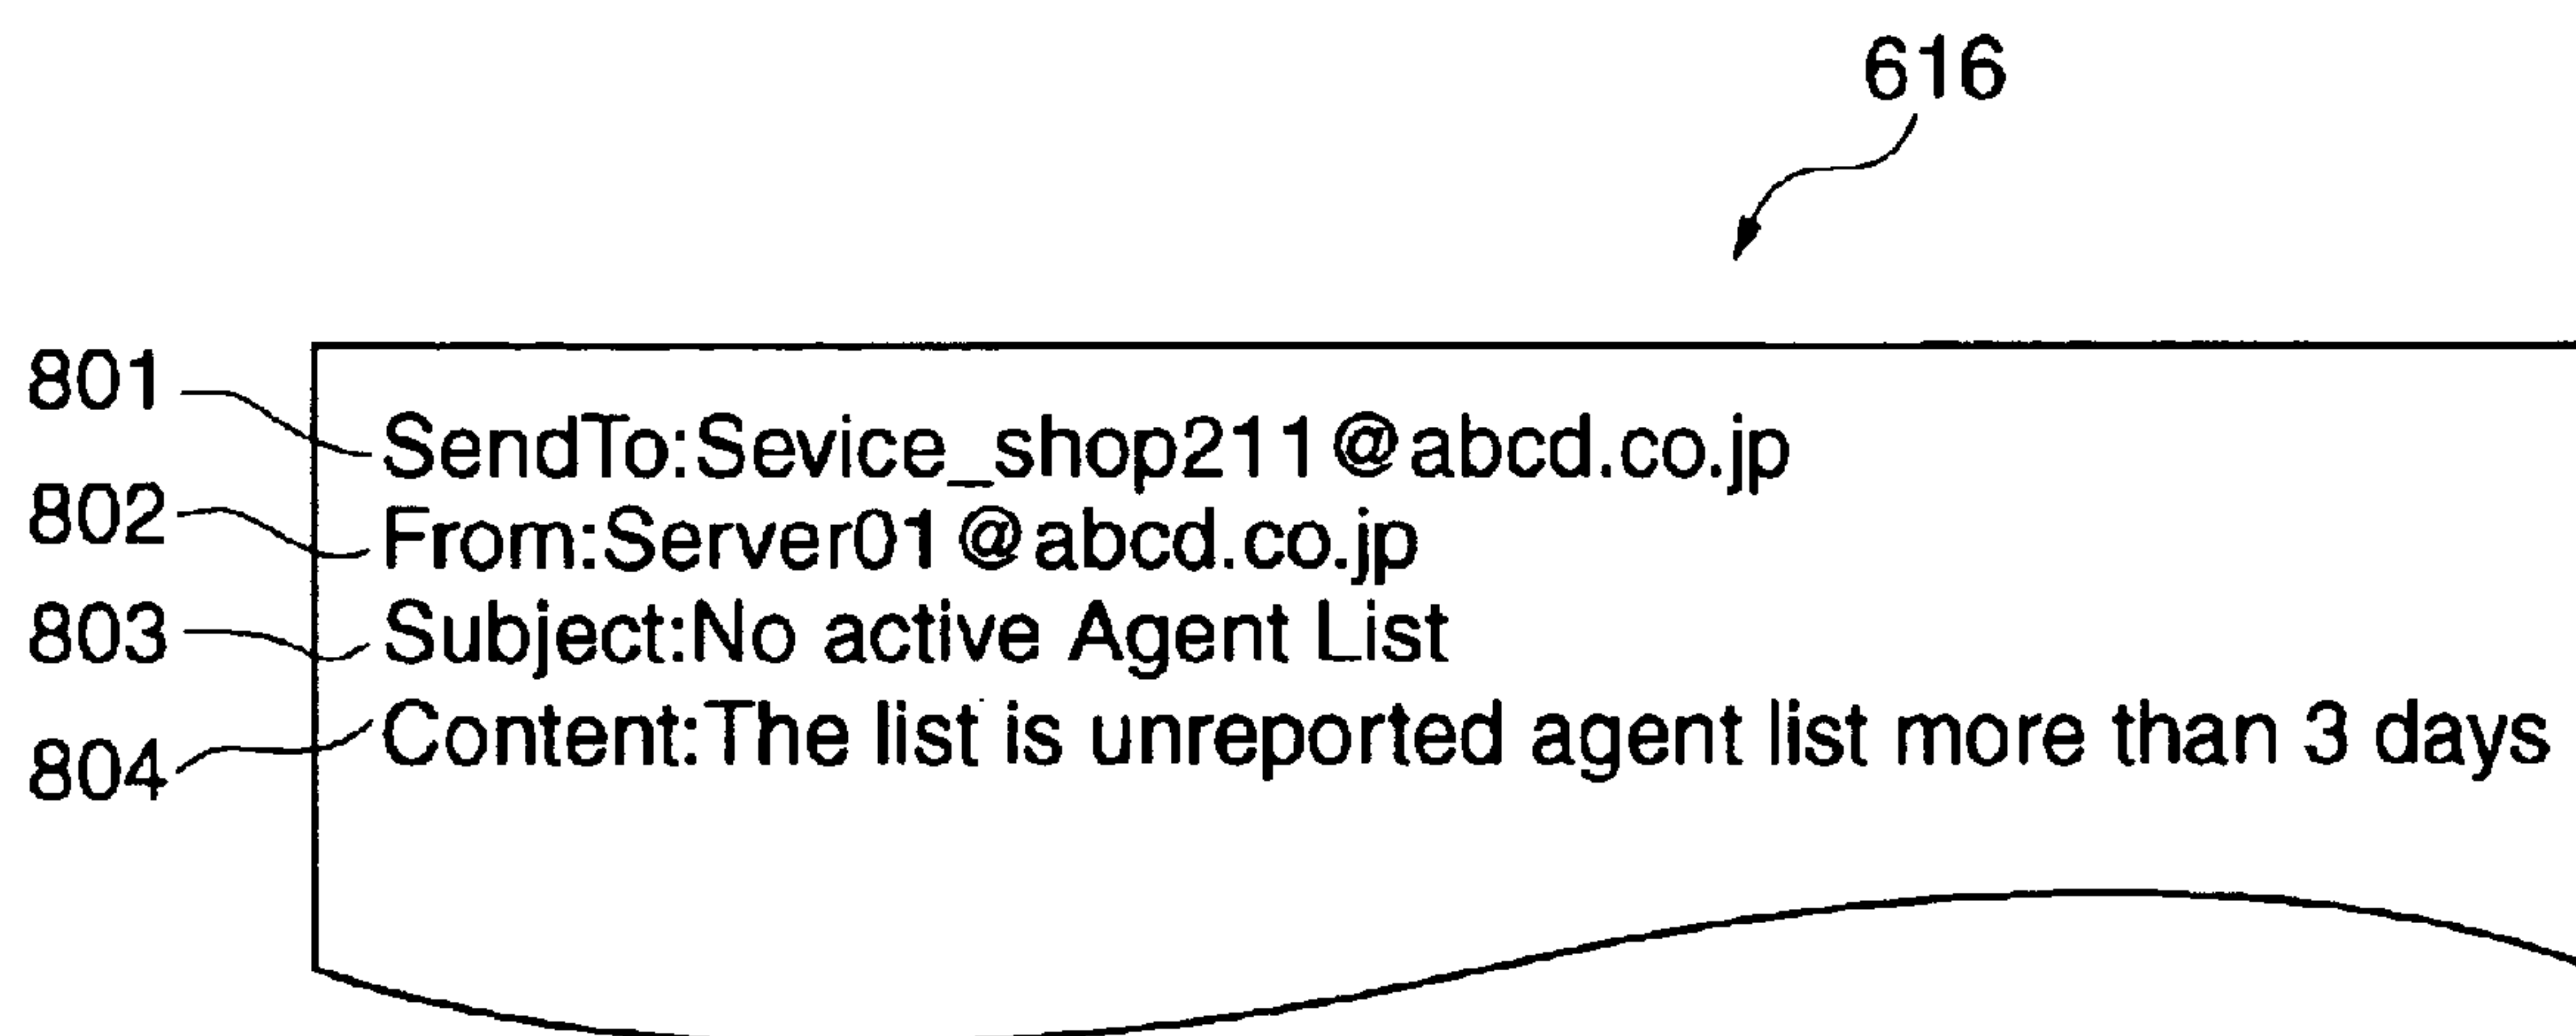 616
801
SendTo:Sevice_shop211@abcd.co.jp
802
From:Server01@abcd.co.jp
803
Subject:No active Agent List
804
Content:The list is unreported agent list more than 3 days